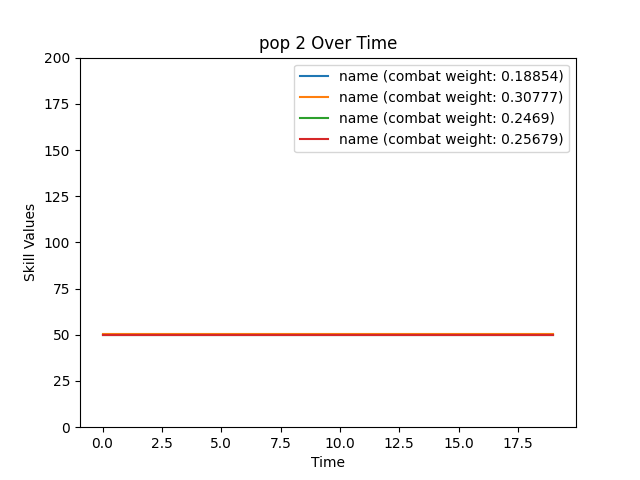 pop 2 Over Time
200
175
150
125
100
75
50
25
0
Skill Values
name (combat weight: 0.18854)
name (combat weight: 0.30777)
name (combat weight: 0.2469)
name (combat weight: 0.25679)
0.0 2.5 5.0 7.5 10.0 12.5 15.0 17.5
Time